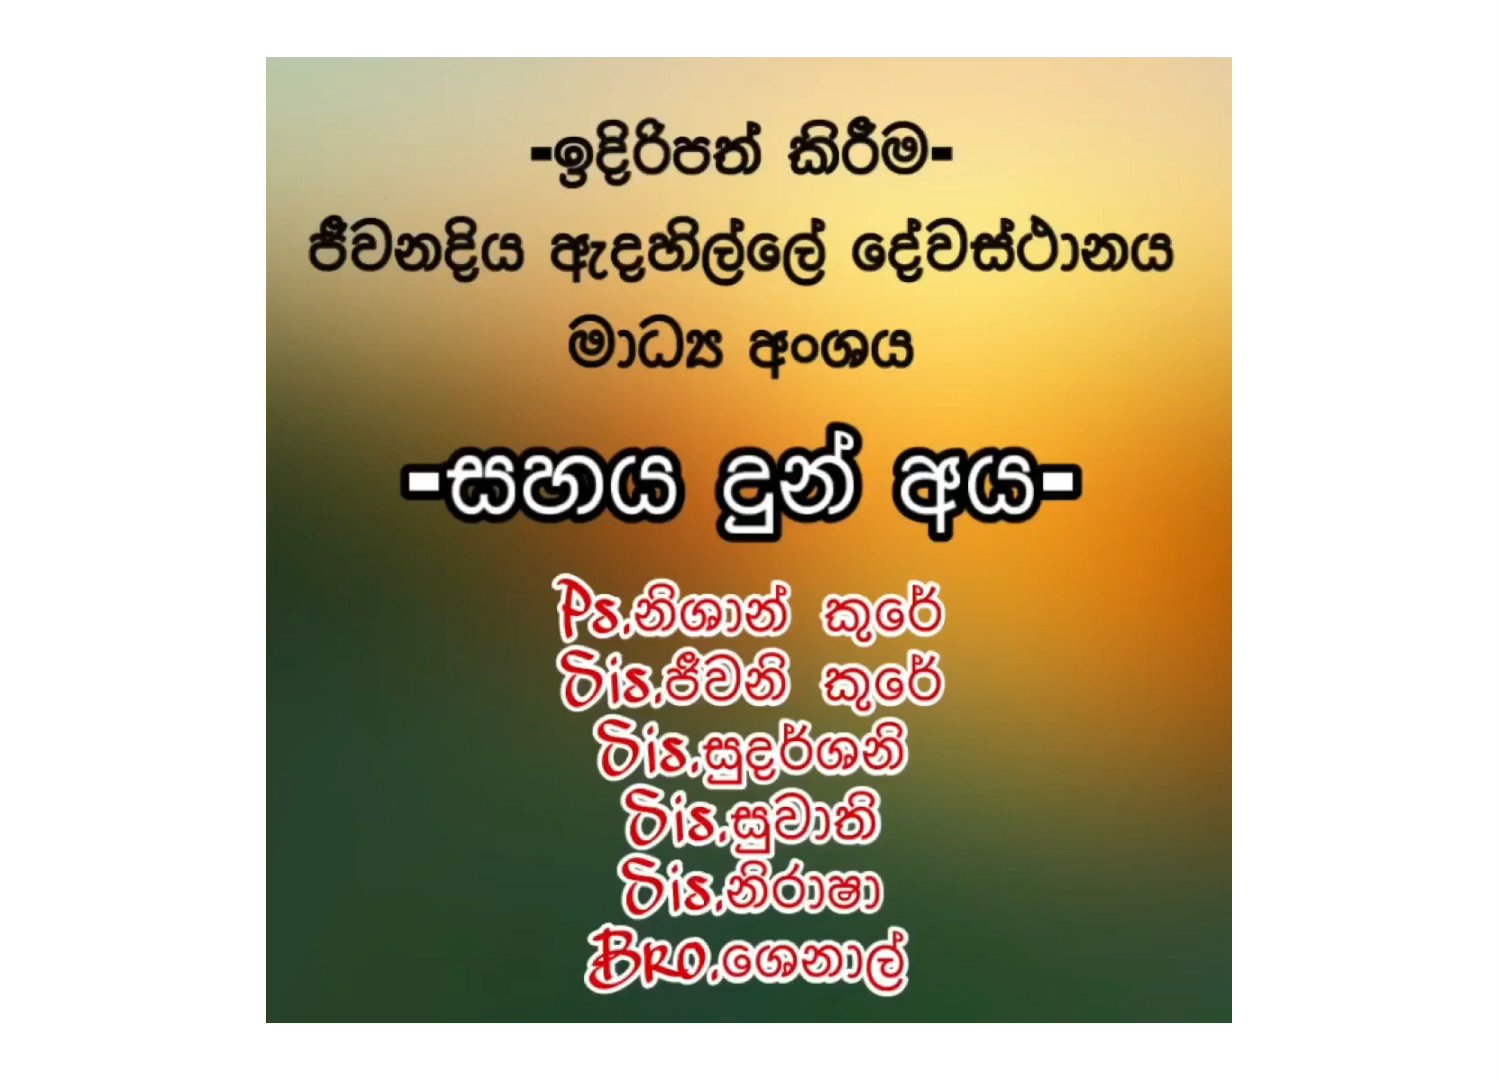 -ඉදිරිපත් කිරීම-
ජීවනදිය ඇදහිල්ලේ දේවස්ථානය
මාධ්‍ය අංශය
-සහය දුන් අය-
Ps.නිශාන් කුරේ
Sis.ජීවනි කුරේ
Sis.සුදර්ශනි
Sis.සුවාති
Sis.නිරාෂා
Bro.ශෙනාල්